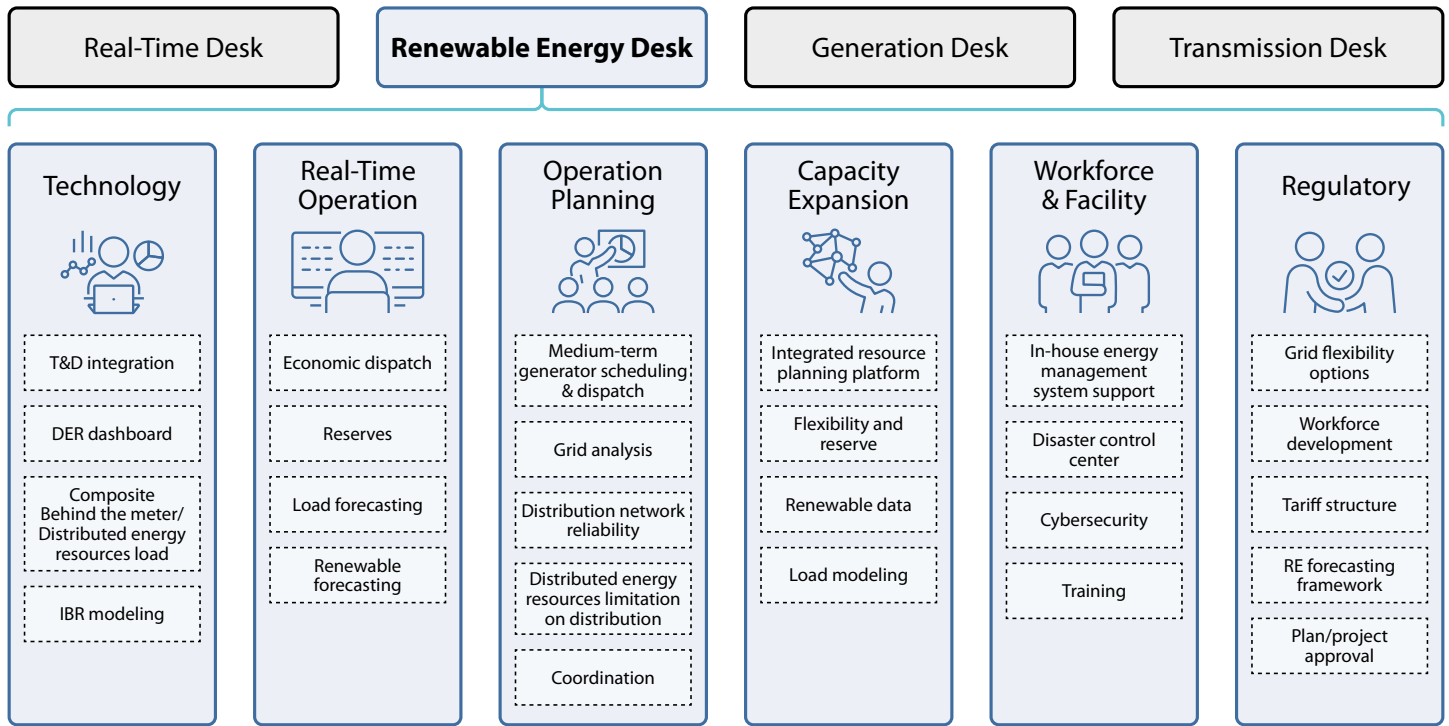 Real-Time Desk
Renewable Energy Desk
Generation Desk
Transmission Desk
Technology
T&D integration
DER dashboard
Composite
Behind the meter/
Distributed energy
resources load
IBR modeling
Real-Time
Operation
Economic dispatch
Reserves
Load forecasting
Renewable
forecasting
Operation
Planning
Medium-term
generator scheduling
& dispatch
Grid analysis
Distribution network
reliability
Distributed energy
resources limitation
on distribution
Coordination
Capacity
Expansion
Integrated resource
planning platform
Flexibility and
reserve
Renewable data
Load modeling
Workforce
& Facility
In-house energy
management
system support
Disaster control
center
Cybersecurity
Training
Regulatory
Grid flexibility
options
Workforce
development
Tariff structure
RE forecasting
framework
Plan/project
approval